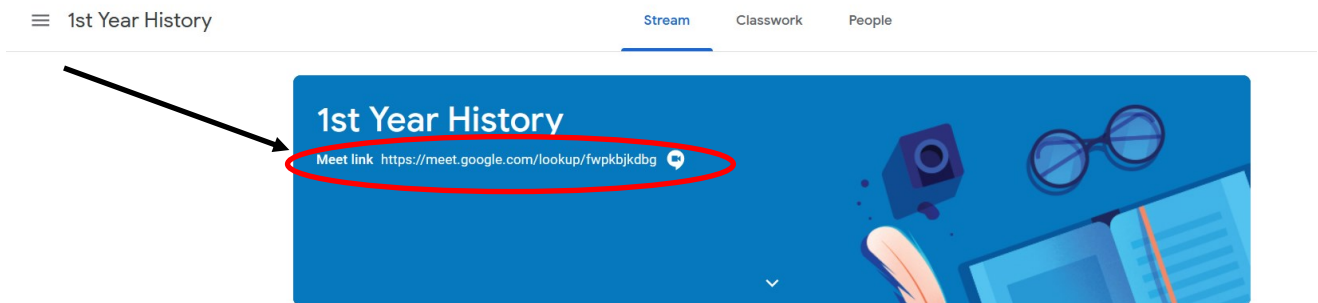 1st Year History
Stream Classwork People
1st Year History
Meet link https://meet.google.com/lookup/fwpkbjkdbg